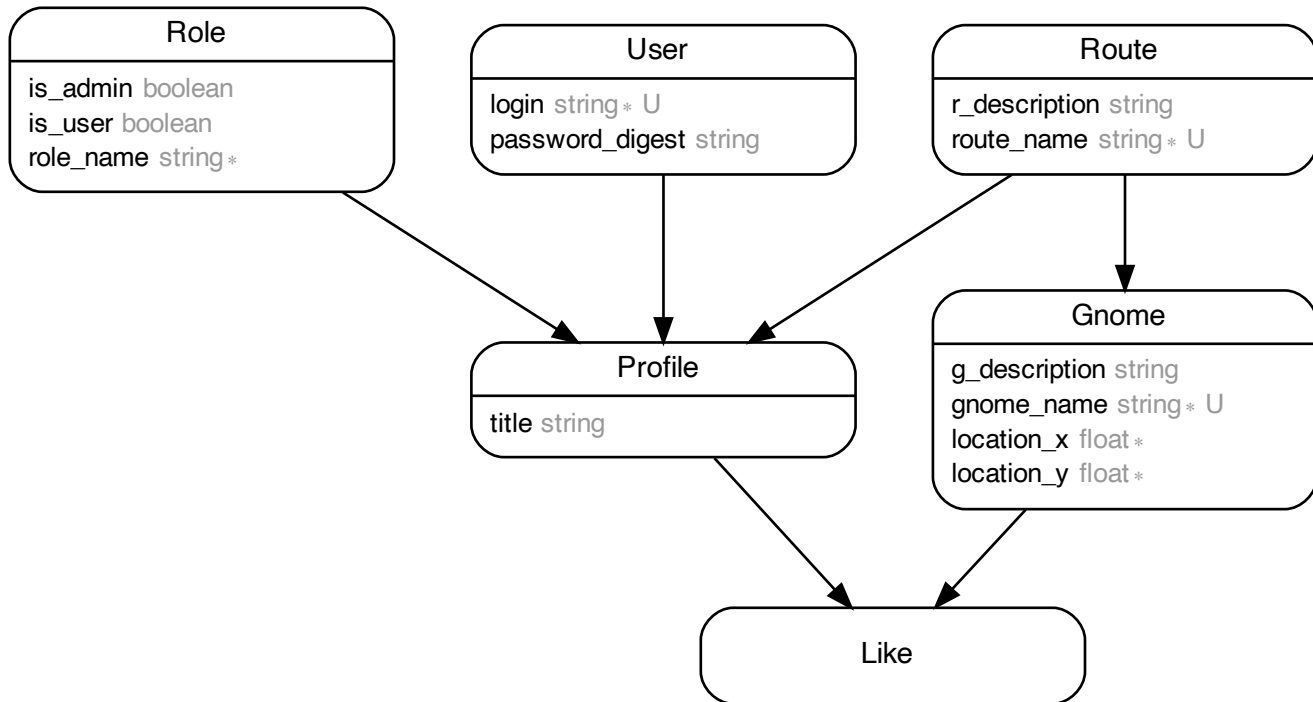 Role
is_admin boolean
is_user boolean
role_name string*
User
login string* U
password_digest string
Route
r_description string
route_name string* U
Profile
title string
Gnome
g_description string
gnome_name string* U
location_x float*
location_y float*
Like